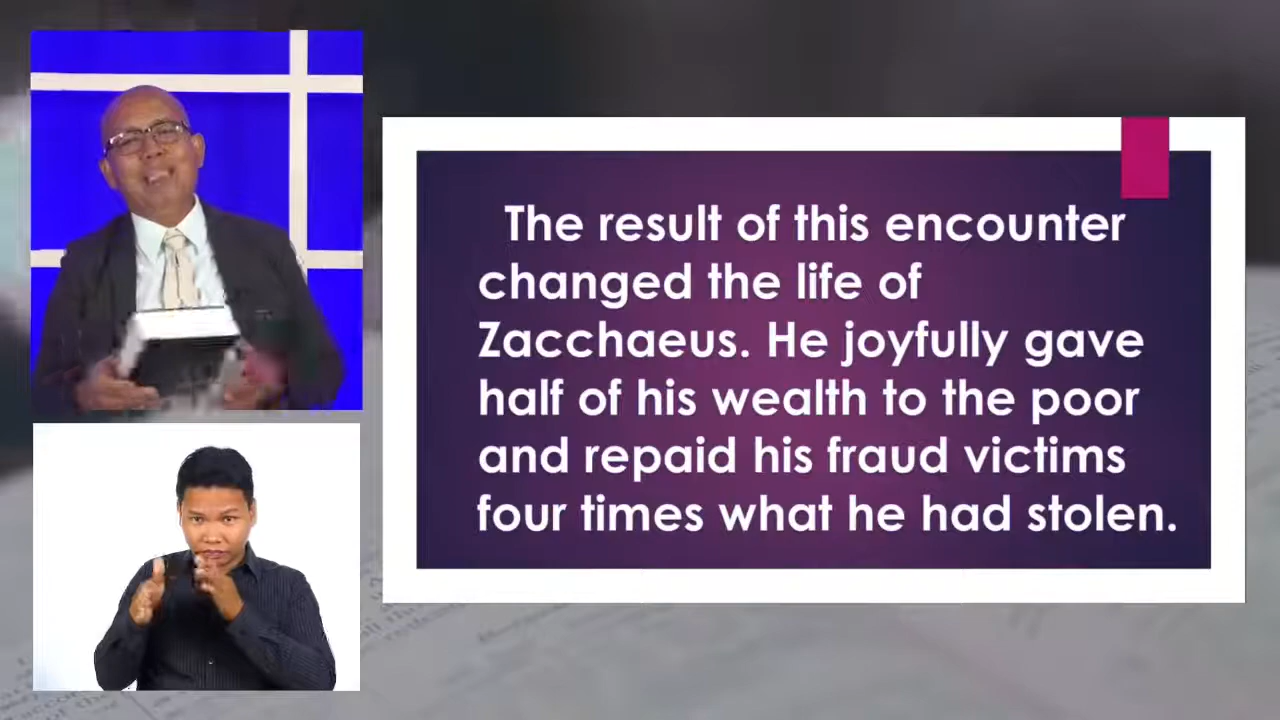 The result of this encounter
changed the life of
Zacchaeus. He joyfully gave
half of his wealth to the poor
and repaid his fraud victims
four times what he had stolen.